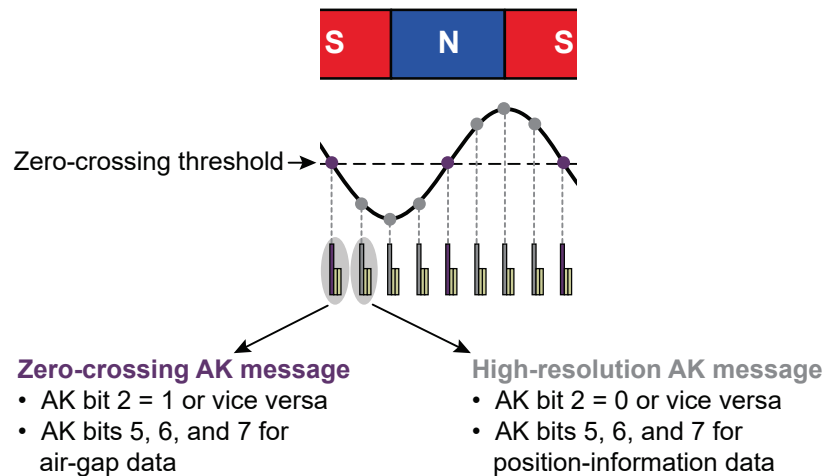 S N S
Zero-crossing threshold
Zero-crossing AK message
• AK bit 2 = 1 or vice versa
• AK bits 5, 6, and 7 for
air-gap data
High-resolution AK message
• AK bit 2 = 0 or vice versa
• AK bits 5, 6, and 7 for
position-information data